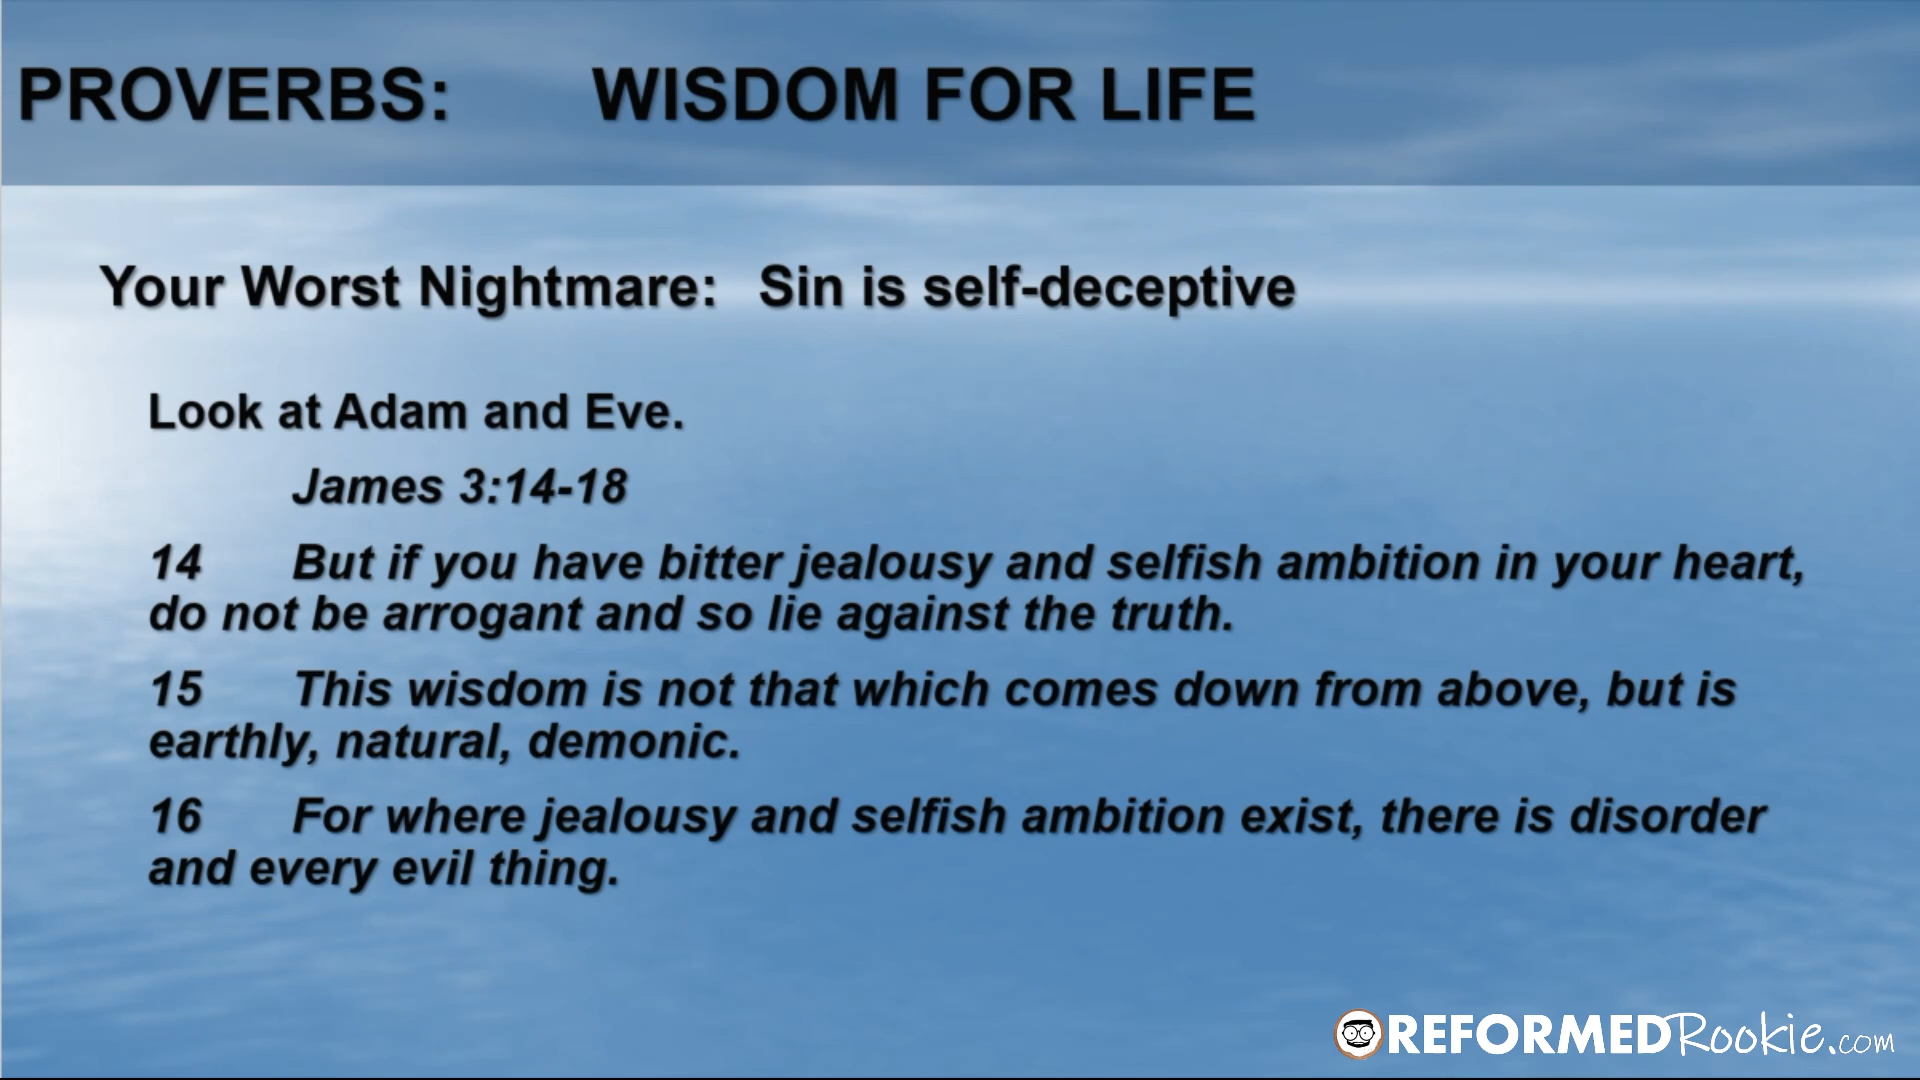 PROVERBS: WISDOM FOR LIFE
Your Worst Nightmare: Sin is self-deceptive
Look at Adam and Eve.
James 3:14-18
14 But if you have bitter jealousy and selfish ambition in your heart,
do not be arrogant and so lie against the truth.
15 This wisdom is not that which comes down from above, but is
earthly, natural, demonic.
16 For where jealousy and selfish ambition exist, there is disorder
and every evil thing.
REFORMEDRookie.com